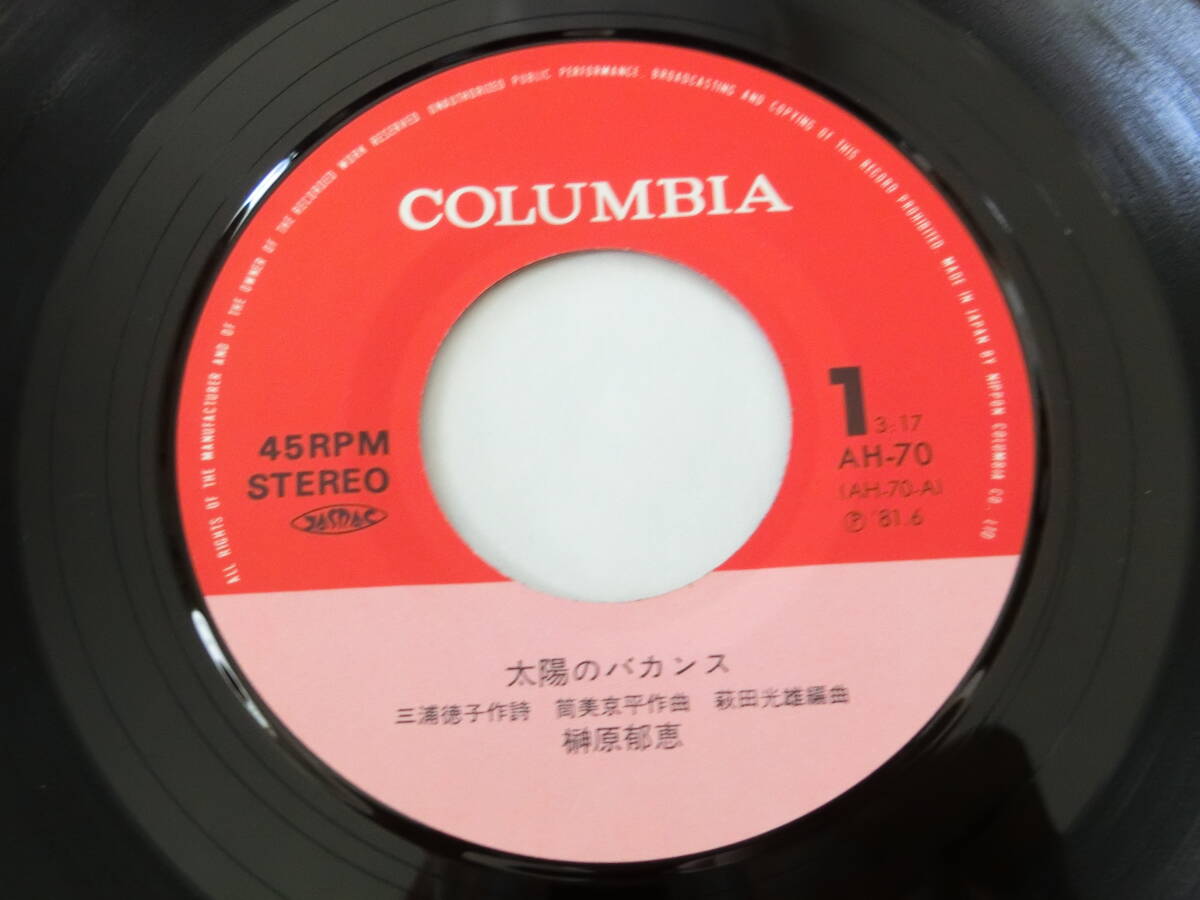 ALL RIGHTS OF THE MANUFACTURER AND OF THE OWNER OF THE RECORDED WORK RESERVED UNAUTHORIZED PUBLIC PERFORMANCE. BROADCASTING AND COPYING OF THIS RECORD PROHIBITED. MADE IN JAPAN BY NIPPON COLUMBIA CO., LTD
COLUMBIA
45RPM
STEREO
JASRAC
1 3:17
AH-70
(AH-70-A)
Ⓟ '81.6
太陽のバカンス
三浦徳子作詩 筒美京平作曲 萩田光雄編曲
榊原郁恵